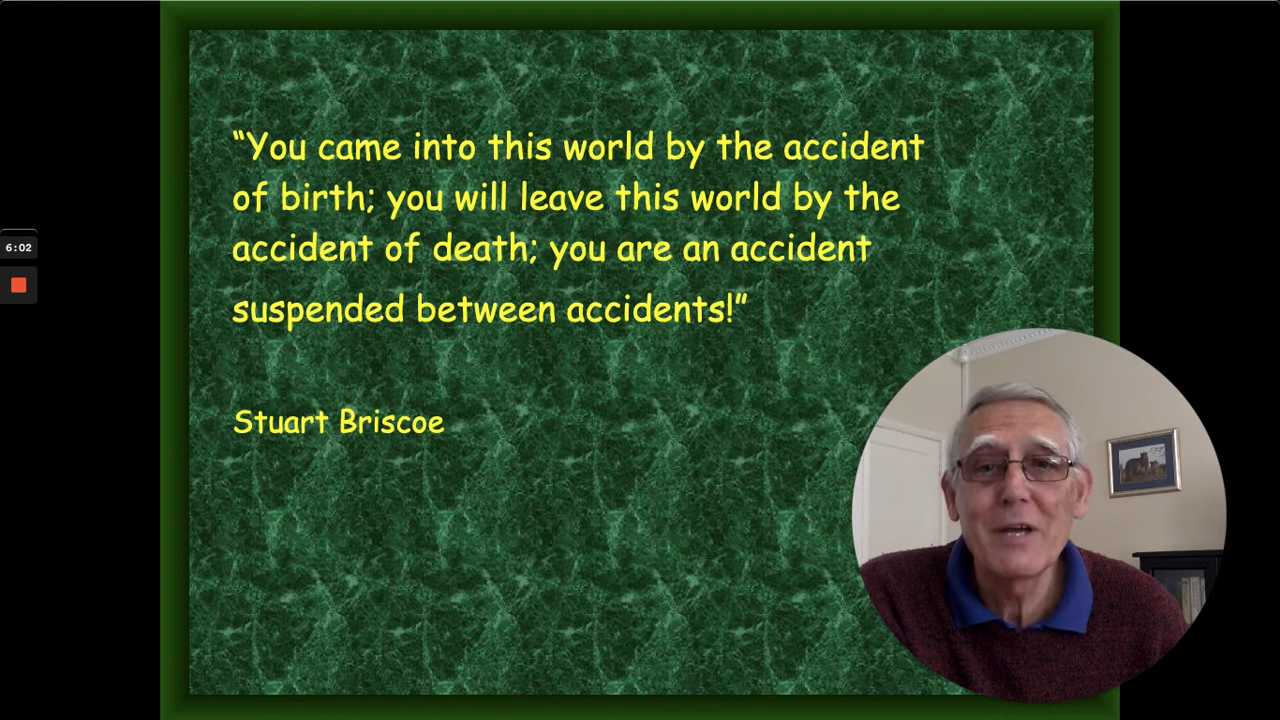 “You came into this world by the accident
of birth; you will leave this world by the
accident of death; you are an accident
suspended between accidents!”
Stuart Briscoe
6:02